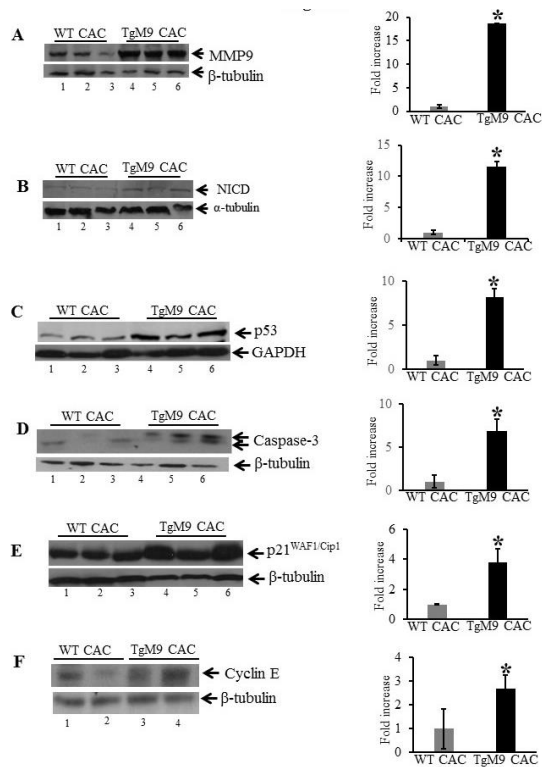 A
WT CAC TgM9 CAC
MMP9
β-tubulin
1 2 3 4 5 6
Fold increase
20
15
10
5
0
*
WT CAC TgM9 CAC
B
WT CAC TgM9 CAC
NICD
α-tubulin
1 2 3 4 5 6
Fold increase
15
10
5
0
*
WT CAC TgM9 CAC
C
WT CAC TgM9 CAC
p53
GAPDH
1 2 3 4 5 6
Fold increase
10
5
0
*
WT CAC TgM9 CAC
D
WT CAC TgM9 CAC
Caspase-3
β-tubulin
1 2 3 4 5 6
Fold increase
10
5
0
*
WT CAC TgM9 CAC
E
WT CAC TgM9 CAC
p21WAF1/Cip1
β-tubulin
1 2 3 4 5 6
Fold increase
6
4
2
0
*
WT CAC TgM9 CAC
F
WT CAC TgM9 CAC
Cyclin E
β-tubulin
1 2 3 4
Fold increase
4
3
2
1
0
*
WT CAC TgM9 CAC